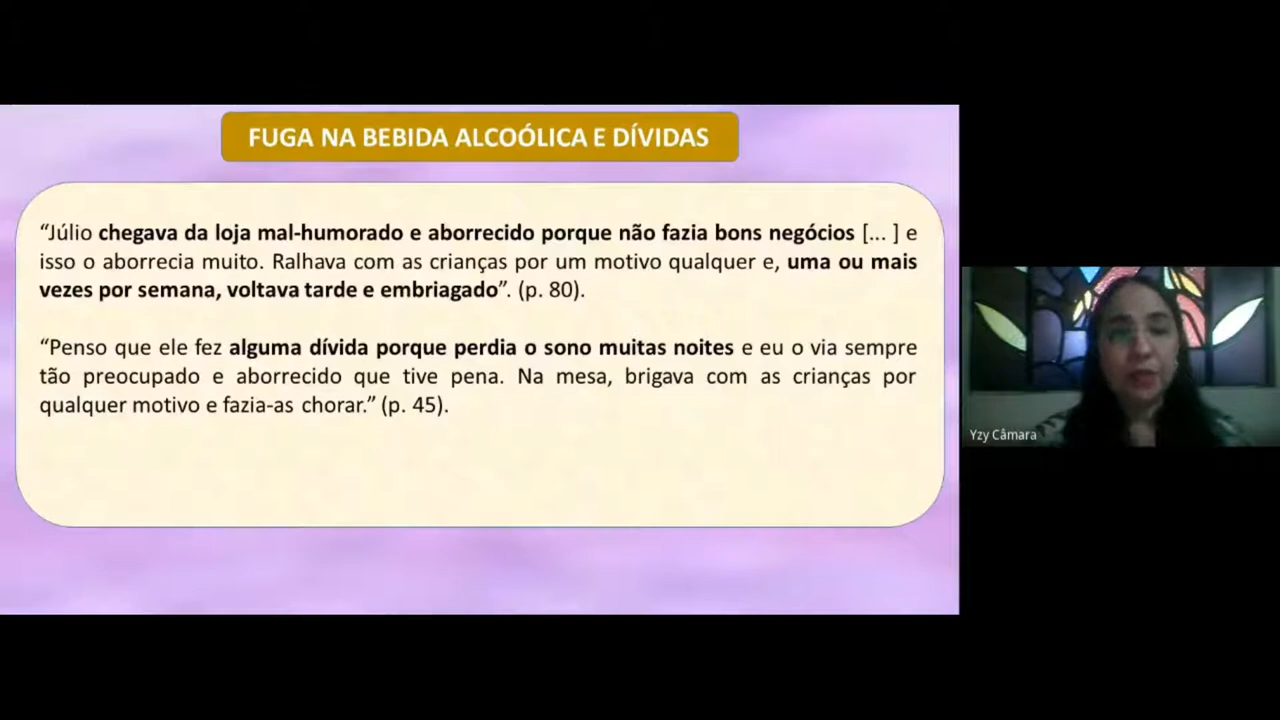 FUGA NA BEBIDA ALCOÓLICA E DÍVIDAS
“Júlio chegava da loja mal-humorado e aborrecido porque não fazia bons negócios [... ] e
isso o aborrecia muito. Ralhava com as crianças por um motivo qualquer e, uma ou mais
vezes por semana, voltava tarde e embriagado”. (p. 80).
“Penso que ele fez alguma dívida porque perdia o sono muitas noites e eu o via sempre
tão preocupado e aborrecido que tive pena. Na mesa, brigava com as crianças por
qualquer motivo e fazia-as chorar.” (p. 45).
Yzy Câmara